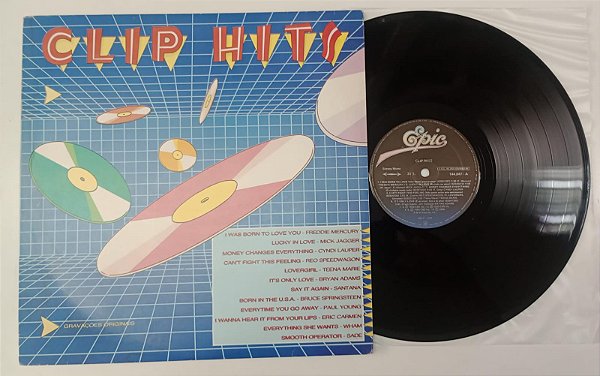 CLIP HITS
I WAS BORN TO LOVE YOU - FREDDIE MERCURY
LUCKY IN LOVE - MICK JAGGER
MONEY CHANGES EVERYTHING - CYNDI LAUPER
CAN'T FIGHT THIS FEELING - REO SPEEDWAGON
LOVERGIRL - TEENA MARIE
IT'S ONLY LOVE - BRYAN ADAMS
SAY IT AGAIN - SANTANA
BORN IN THE U.S.A. - BRUCE SPRINGSTEEN
EVERYTIME YOU GO AWAY - PAUL YOUNG
I WANNA HEAR IT FROM YOUR LIPS - ERIC CARMEN
EVERYTHING SHE WANTS - WHAM
SMOOTH OPERATOR - SADE
GRAVAÇÕES ORIGINAIS
Epic
CLIP HITS